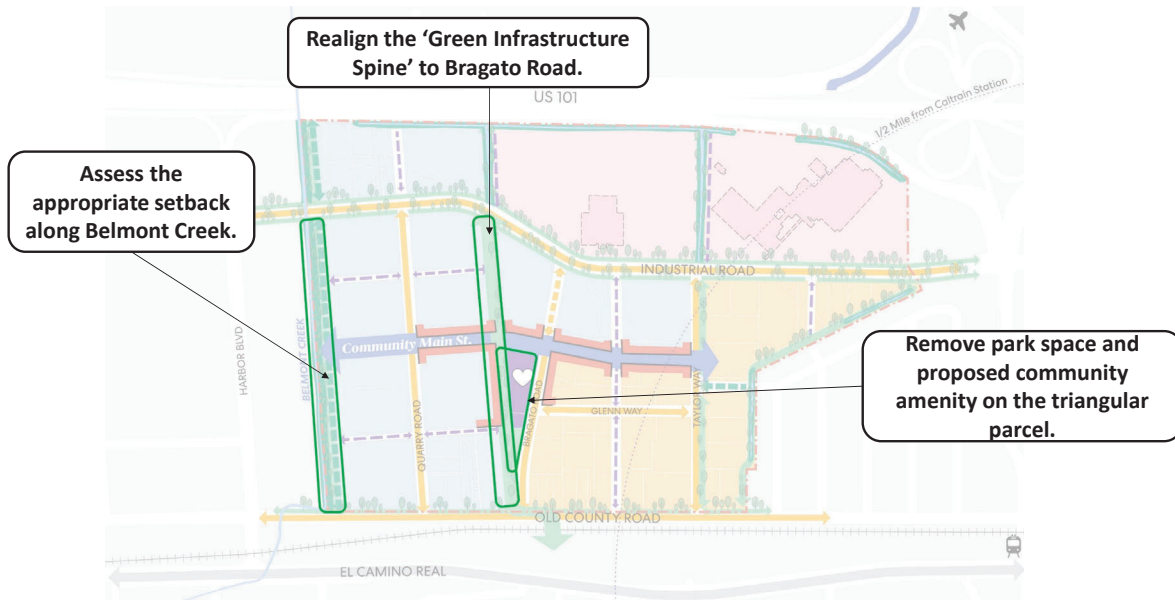 Realign the ‘Green Infrastructure
Spine’ to Bragato Road.
US 101
1/2 Mile from Caltrain Station
Assess the
appropriate setback
along Belmont Creek.
INDUSTRIAL ROAD
HARBOR BLVD
BELMONT CREEK
Community Main St.
Remove park space and
proposed community
amenity on the triangular
parcel.
QUARRY ROAD
BRAGATO ROAD
GLENN WAY
TAYLOR WAY
OLD COUNTY ROAD
EL CAMINO REAL